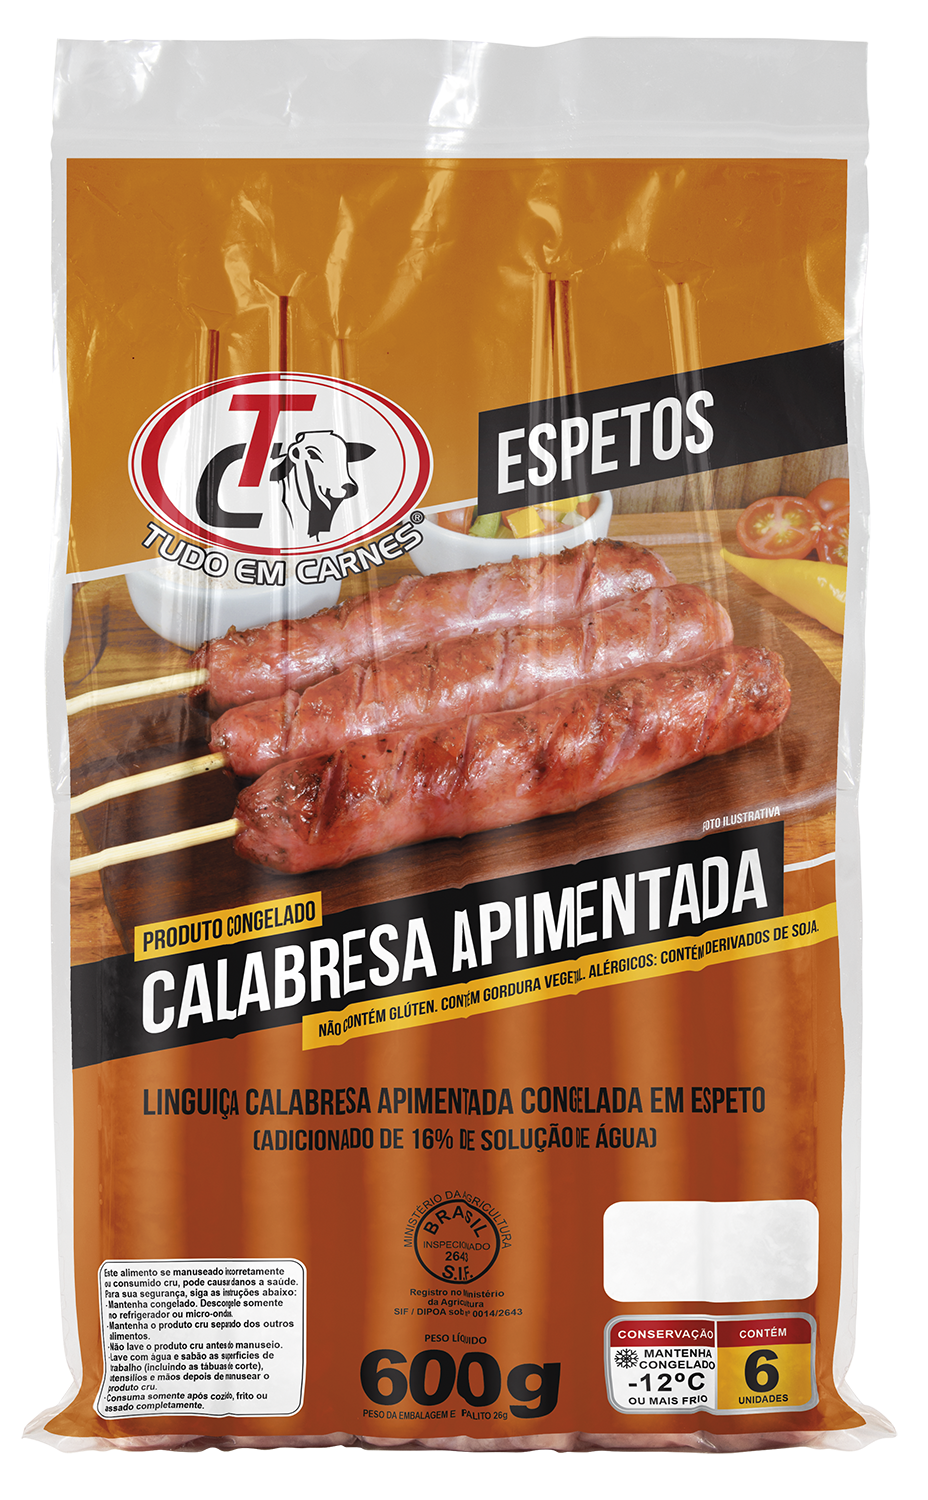 ESPETOS
TC
TUDO EM CARNES®
FOTO ILUSTRATIVA
PRODUTO CONGELADO
CALABRESA APIMENTADA
NÃO CONTÉM GLÚTEN. CONTÉM GORDURA VEGETAL. ALÉRGICOS: CONTÉM DERIVADOS DE SOJA.
LINGUIÇA CALABRESA APIMENTADA CONGELADA EM ESPETO
(ADICIONADO DE 16% DE SOLUÇÃO DE ÁGUA)
MINISTÉRIO DA AGRICULTURA
BRASIL
INSPECIONADO
2643
S.I.F.
Registro no Ministério
da Agricultura
SIF / DIPOA sob nº 0014/2643
PESO LÍQUIDO
600g
PESO DA EMBALAGEM E PALITO 26g
Este alimento se manuseado incorretamente
ou consumido cru, pode causar danos a saúde.
Para sua segurança, siga as instruções abaixo:
-Mantenha congelado. Descongele somente
no refrigerador ou micro-ondas.
-Mantenha o produto cru separado dos outros
alimentos.
-Não lave o produto cru antes do manuseio.
-Lave com água e sabão as superfícies de
trabalho (incluindo as tábuas de corte),
utensílios e mãos depois de manusear o
produto cru.
-Consuma somente após cozido, frito ou
assado completamente.
CONSERVAÇÃO
MANTENHA
CONGELADO
-12ºC
OU MAIS FRIO
CONTÉM
6
UNIDADES